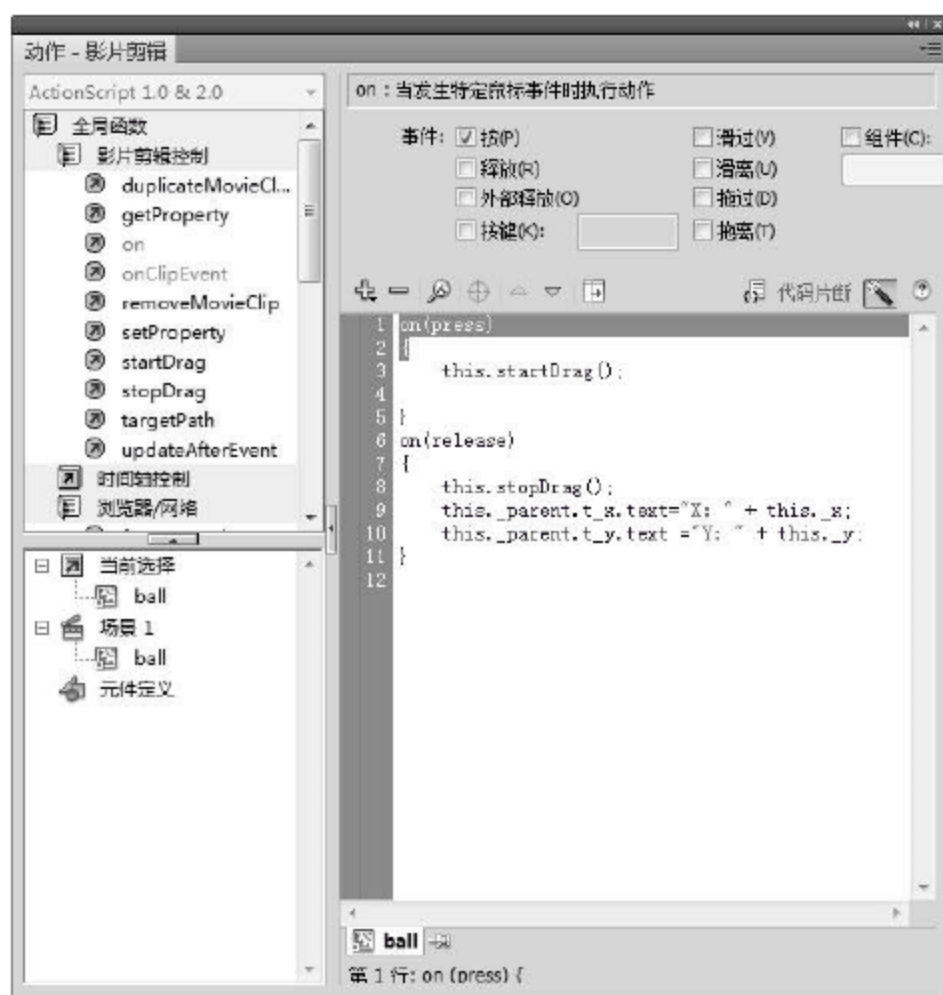 动作 - 影片剪辑
ActionScript 1.0 & 2.0
全局函数
影片剪辑控制
duplicateMovieCl...
getProperty
on
onClipEvent
removeMovieClip
setProperty
startDrag
stopDrag
targetPath
updateAfterEvent
时间轴控制
浏览器/网络
当前选择
ball
场景 1
ball
元件定义
on：当发生特定鼠标事件时执行动作
事件: 按(P) 滑过(V) 组件(C):
释放(R) 滑离(U)
外部释放(O) 拖过(D)
按键(K): 拖离(T)
代码片断
1 on(press)
2 {
3 this.startDrag();
4
5 }
6 on(release)
7 {
8 this.stopDrag();
9 this._parent.t_x.text="X: " + this._x;
10 this._parent.t_y.text ="Y: " + this._y;
11 }
12
ball
第 1 行: on (press) {